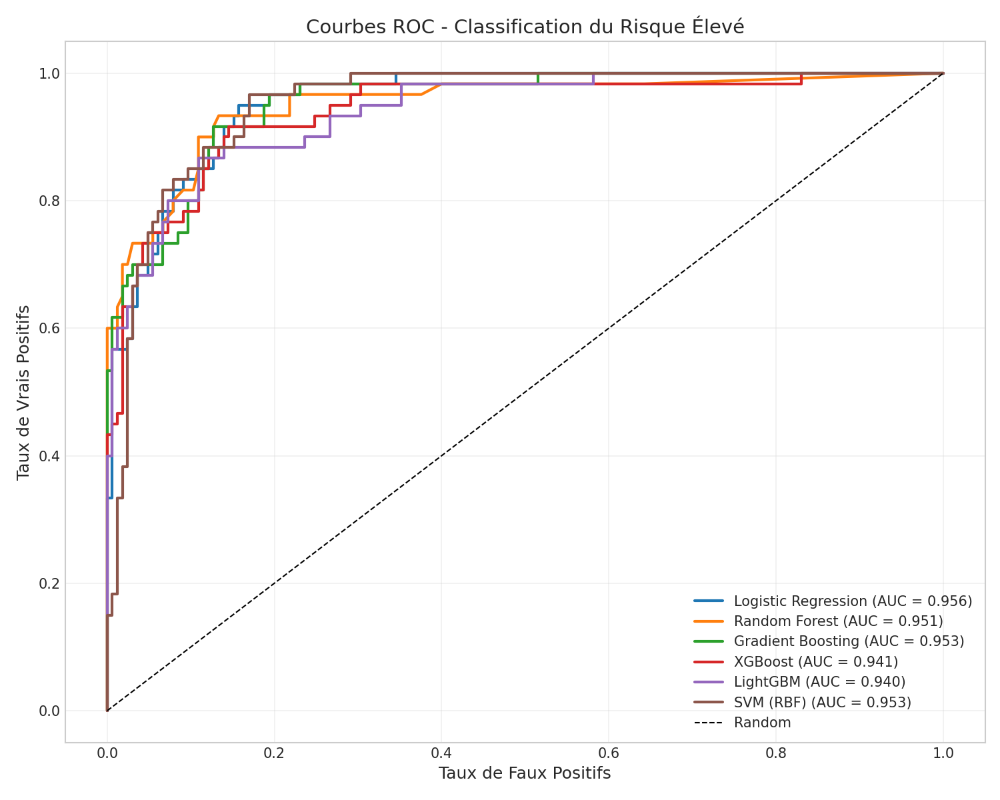 Courbes ROC - Classification du Risque Élevé
1.0
0.8
0.6
0.4
0.2
0.0
Taux de Vrais Positifs
Logistic Regression (AUC = 0.956)
Random Forest (AUC = 0.951)
Gradient Boosting (AUC = 0.953)
XGBoost (AUC = 0.941)
LightGBM (AUC = 0.940)
SVM (RBF) (AUC = 0.953)
Random
0.0 0.2 0.4 0.6 0.8 1.0
Taux de Faux Positifs